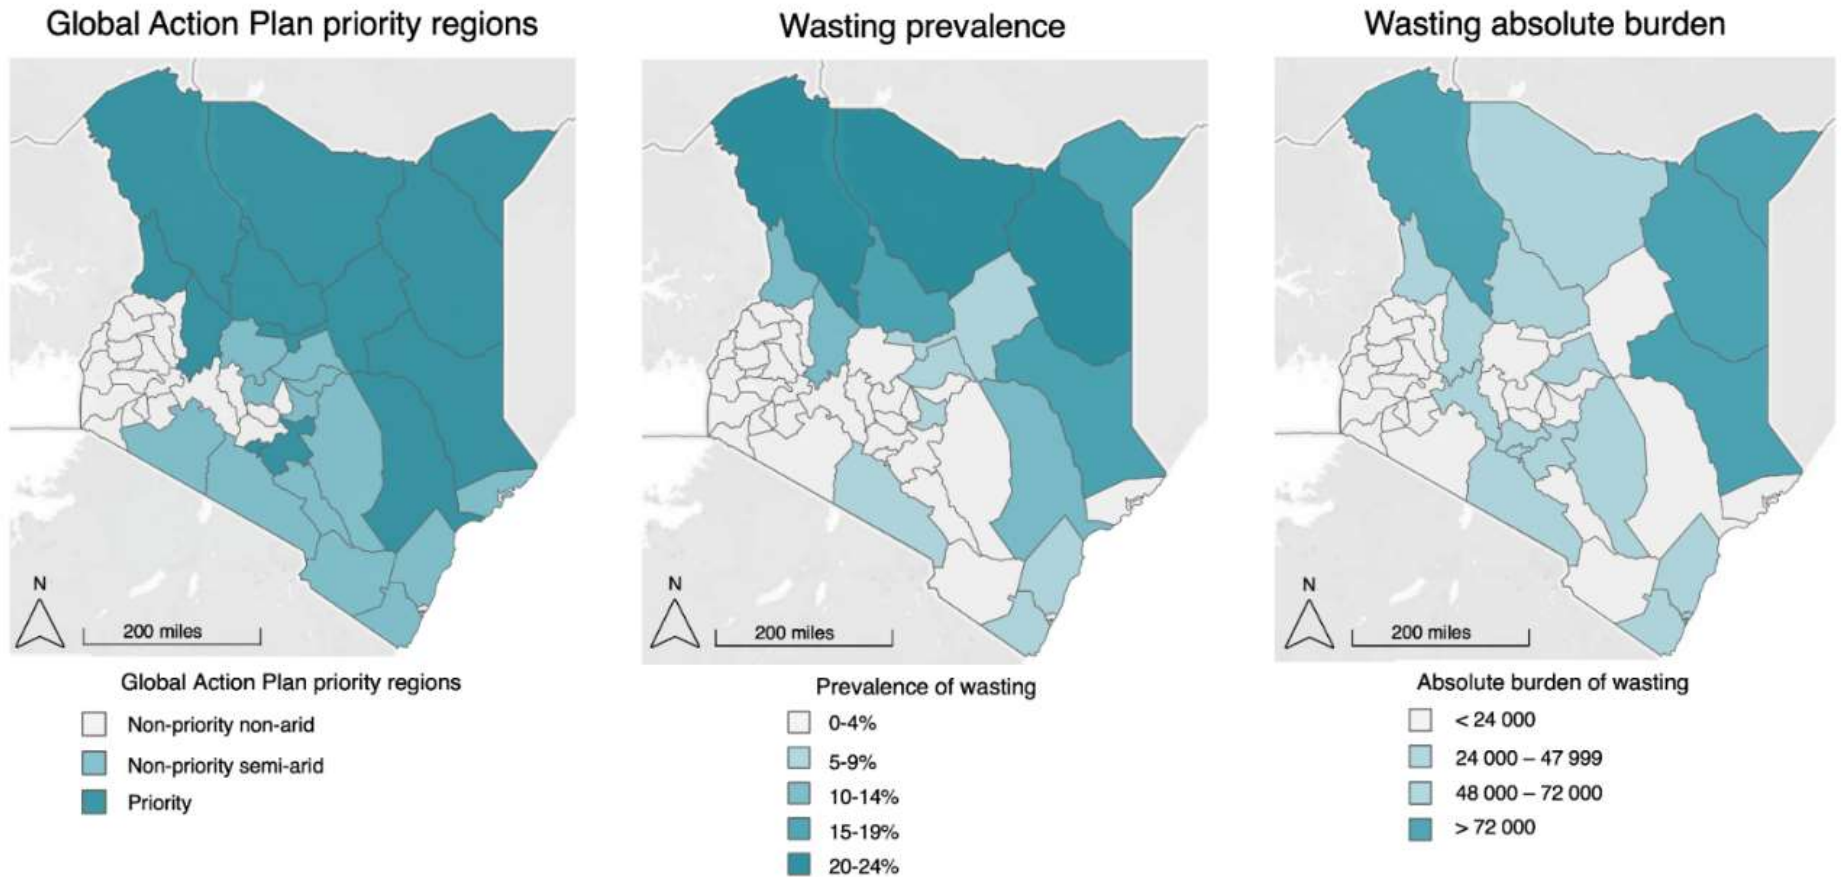 Global Action Plan priority regions
Wasting prevalence
Wasting absolute burden
N
200 miles
N
200 miles
N
200 miles
Global Action Plan priority regions
Non-priority non-arid
Non-priority semi-arid
Priority
Prevalence of wasting
0-4%
5-9%
10-14%
15-19%
20-24%
Absolute burden of wasting
< 24 000
24 000 – 47 999
48 000 – 72 000
> 72 000